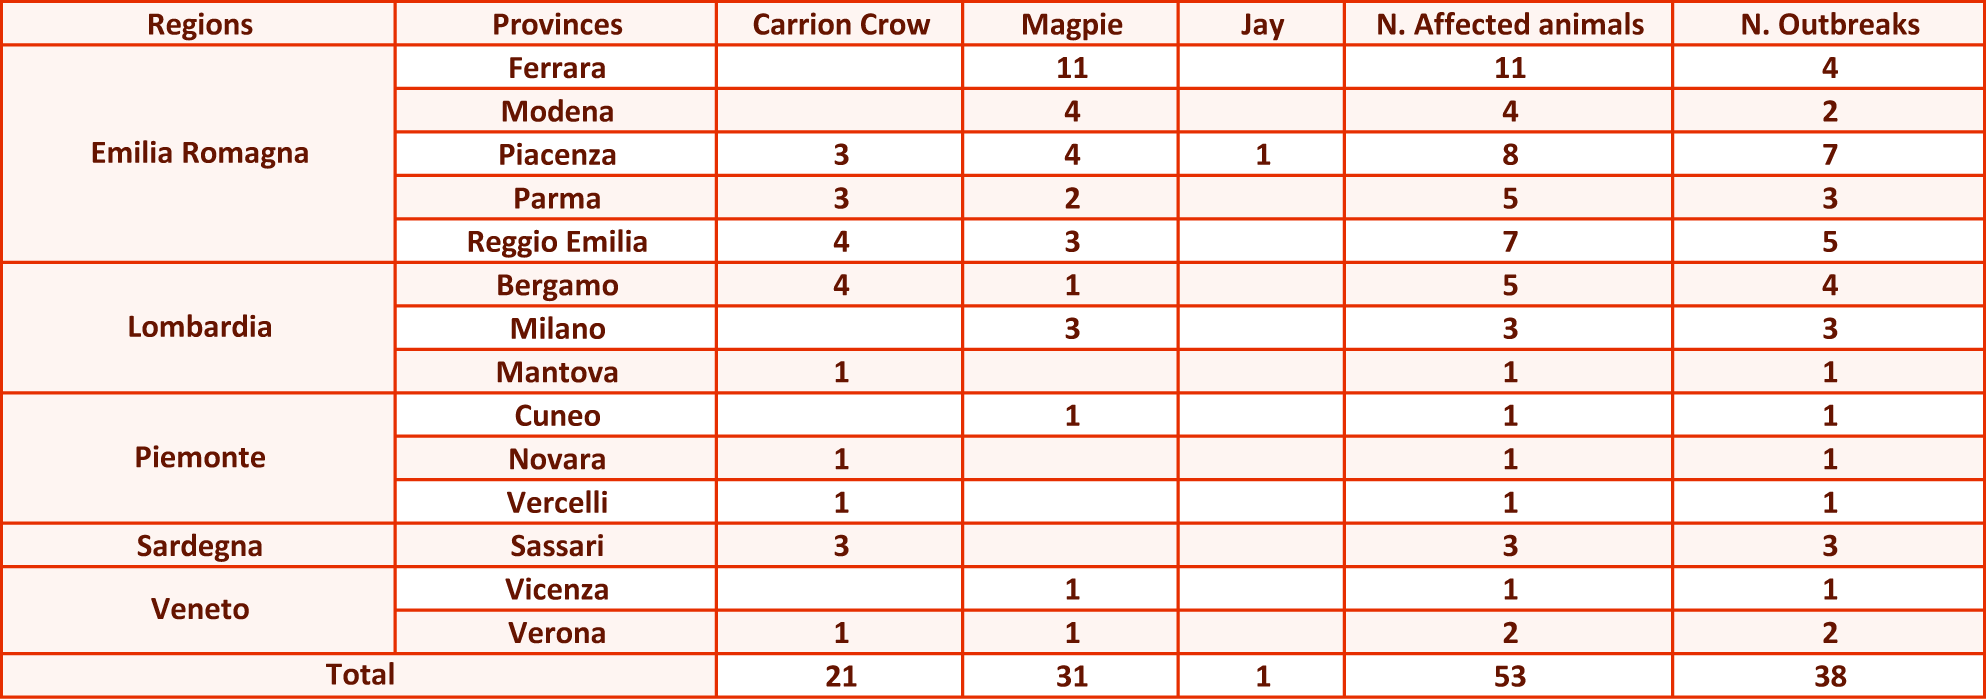 Regions Provinces Carrion Crow Magpie Jay N. Affected animals N. Outbreaks
Emilia Romagna
Ferrara 11 11 4
Modena 4 4 2
Piacenza 3 4 1 8 7
Parma 3 2 5 3
Reggio Emilia 4 3 7 5
Lombardia
Bergamo 4 1 5 4
Milano 3 3 3
Mantova 1 1 1
Piemonte
Cuneo 1 1 1
Novara 1 1 1
Vercelli 1 1 1
Sardegna Sassari 3 3 3
Veneto
Vicenza 1 1 1
Verona 1 1 2 2
Total 21 31 1 53 38